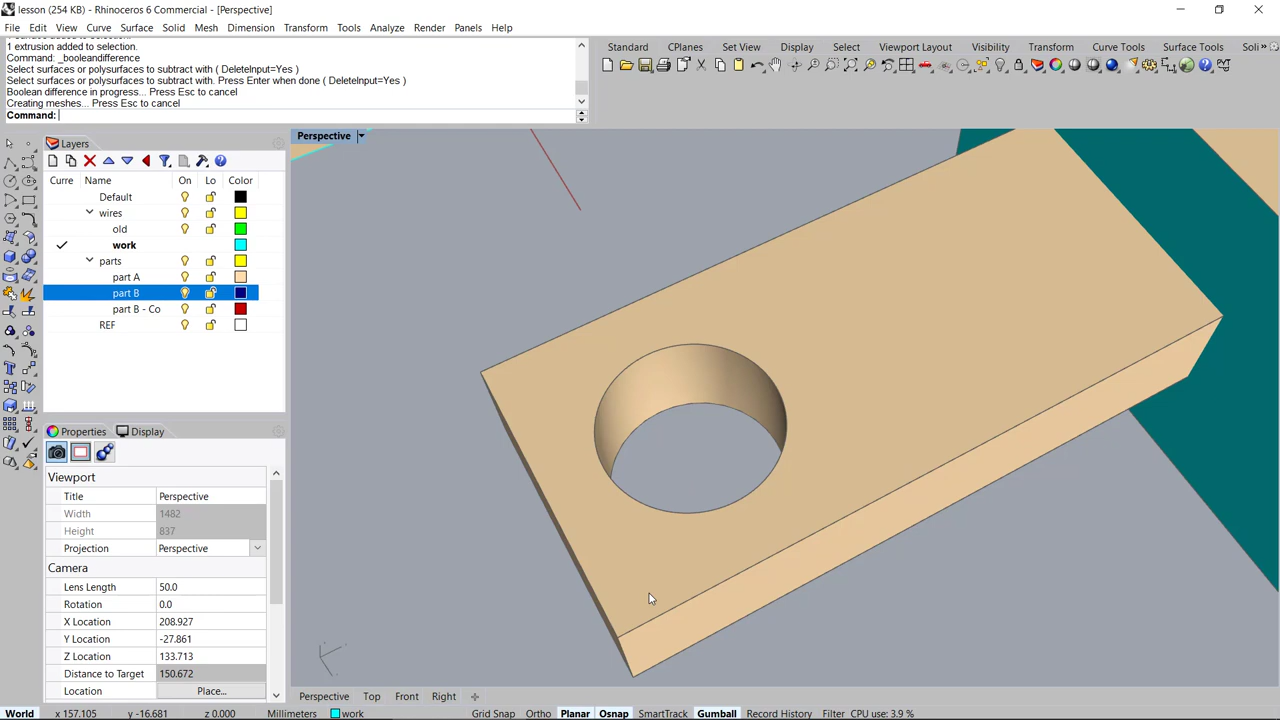 lesson (254 KB) - Rhinoceros 6 Commercial - [Perspective]
File Edit View Curve Surface Solid Mesh Dimension Transform Tools Analyze Render Panels Help
1 extrusion added to selection.
Command: _booleandifference
Select surfaces or polysurfaces to subtract with ( DeleteInput=Yes )
Select surfaces or polysurfaces to subtract with. Press Enter when done ( DeleteInput=Yes )
Boolean difference in progress... Press Esc to cancel
Creating meshes... Press Esc to cancel
Command:
Standard CPlanes Set View Display Select Viewport Layout Visibility Transform Curve Tools Surface Tools Soli »
Layers
Curre Name On Lo Color
Default
wires
old
work
parts
part A
part B
part B - Co
REF
Perspective
Properties Display
Viewport
Title Perspective
Width 1482
Height 837
Projection Perspective
Camera
Lens Length 50.0
Rotation 0.0
X Location 208.927
Y Location -27.861
Z Location 133.713
Distance to Target 150.672
Location Place...
Perspective Top Front Right
World x 157.105 y -16.681 z 0.000 Millimeters work Grid Snap Ortho Planar Osnap SmartTrack Gumball Record History Filter CPU use: 3.9 %